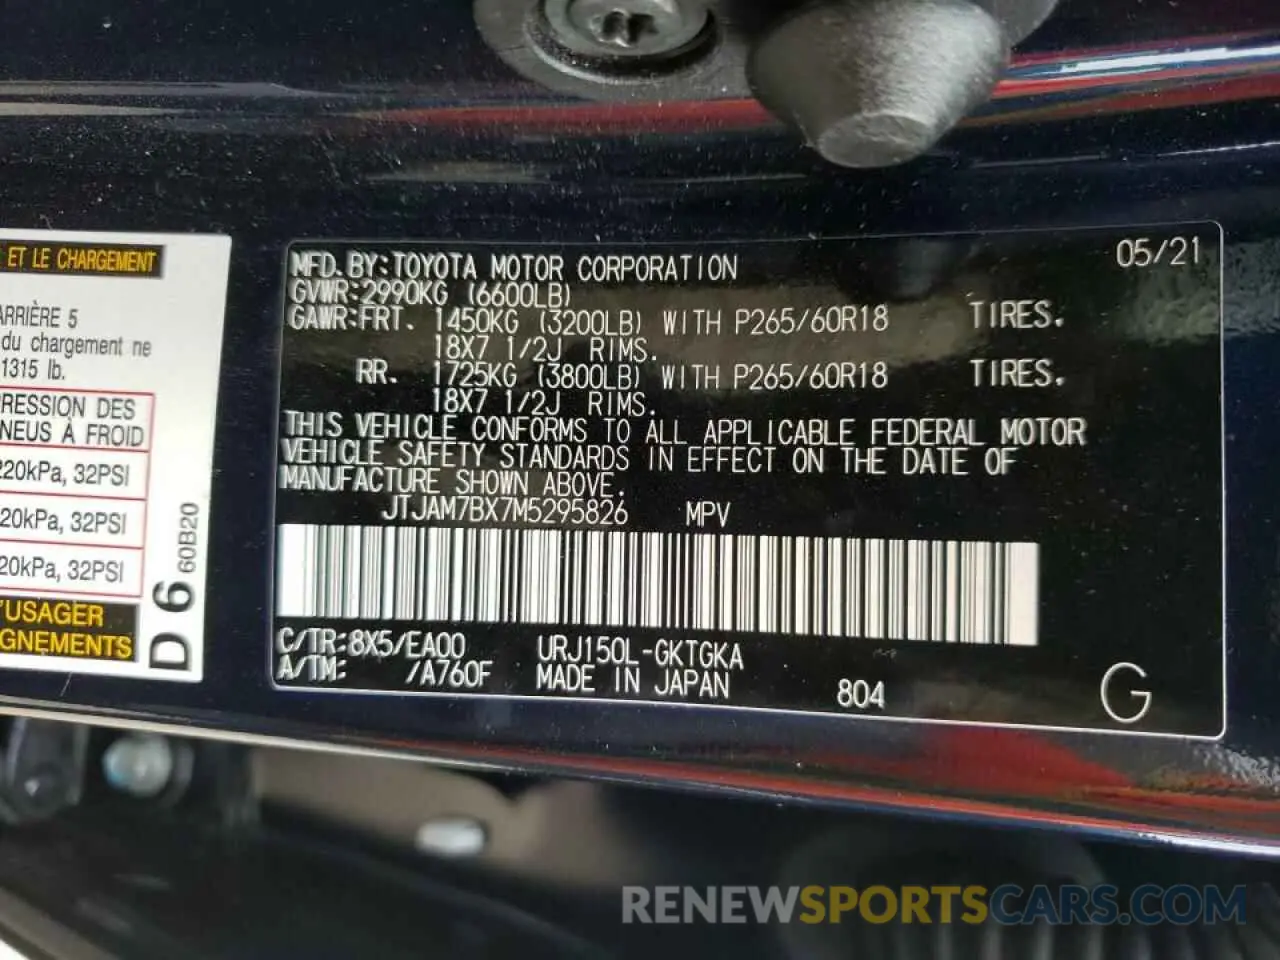 ET LE CHARGEMENT
ARRIÈRE 5
du chargement ne
1315 lb.
PRESSION DES
PNEUS À FROID
220kPa, 32PSI
20kPa, 32PSI
20kPa, 32PSI
L'USAGER
GNEMENTS
D 6 60B20
05/21
MFD. BY:TOYOTA MOTOR CORPORATION
GVWR:2990KG (6600LB)
GAWR:FRT. 1450KG (3200LB) WITH P265/60R18 TIRES.
18X7 1/2J RIMS.
RR. 1725KG (3800LB) WITH P265/60R18 TIRES.
18X7 1/2J RIMS.
THIS VEHICLE CONFORMS TO ALL APPLICABLE FEDERAL MOTOR
VEHICLE SAFETY STANDARDS IN EFFECT ON THE DATE OF
MANUFACTURE SHOWN ABOVE.
JTJAM7BX7M5295826 MPV
C/TR:8X5/EA00 URJ150L-GKTGKA
A/TM: /A760F MADE IN JAPAN 804 G
RENEWSPORTSCARS.COM